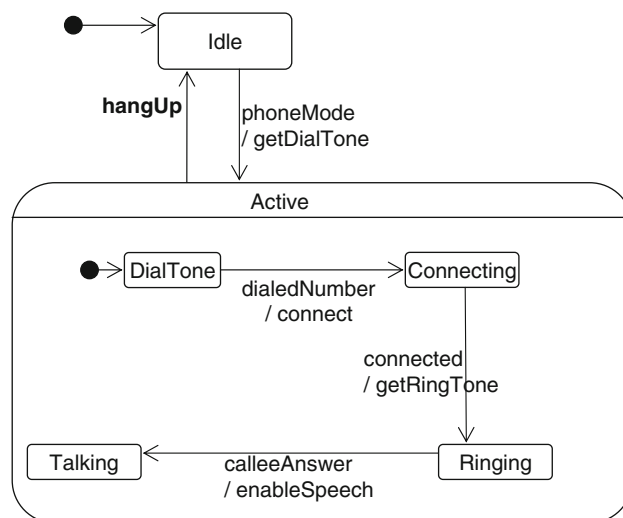 Idle
hangUp
phoneMode
/ getDialTone
Active
DialTone
Connecting
dialedNumber
/ connect
connected
/ getRingTone
Talking
calleeAnswer
/ enableSpeech
Ringing